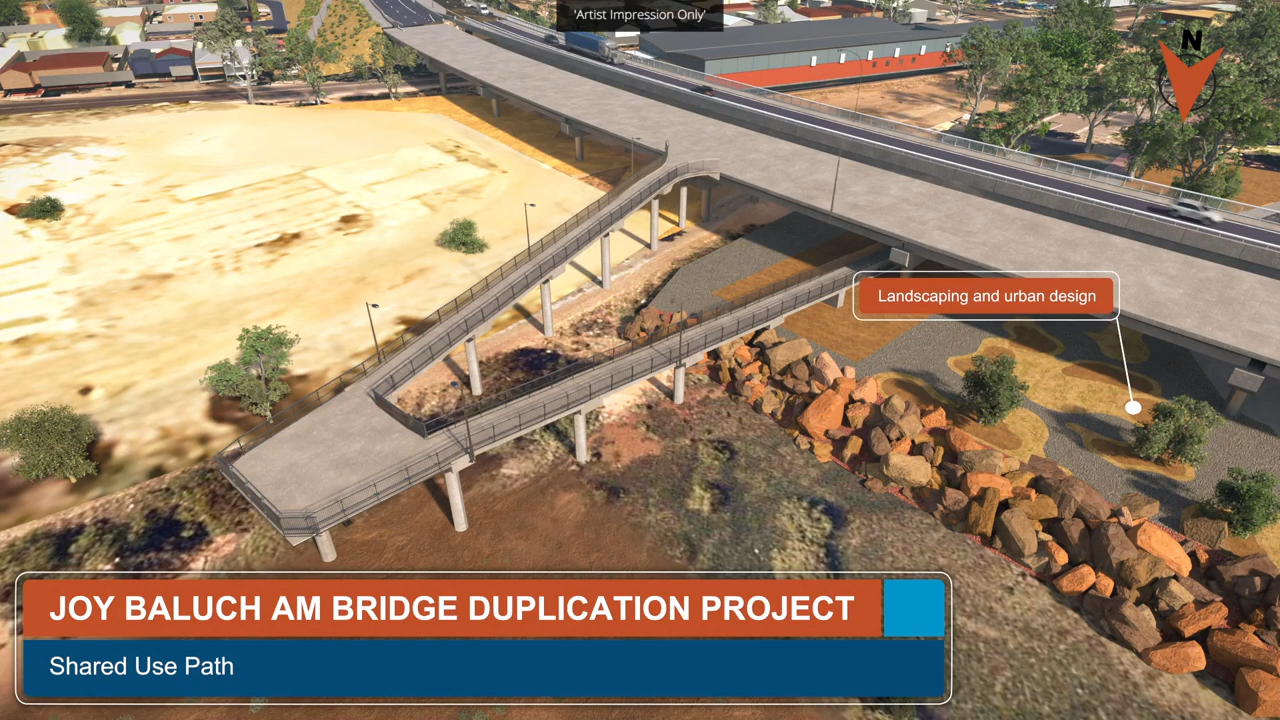 'Artist Impression Only'
N
Landscaping and urban design
JOY BALUCH AM BRIDGE DUPLICATION PROJECT
Shared Use Path